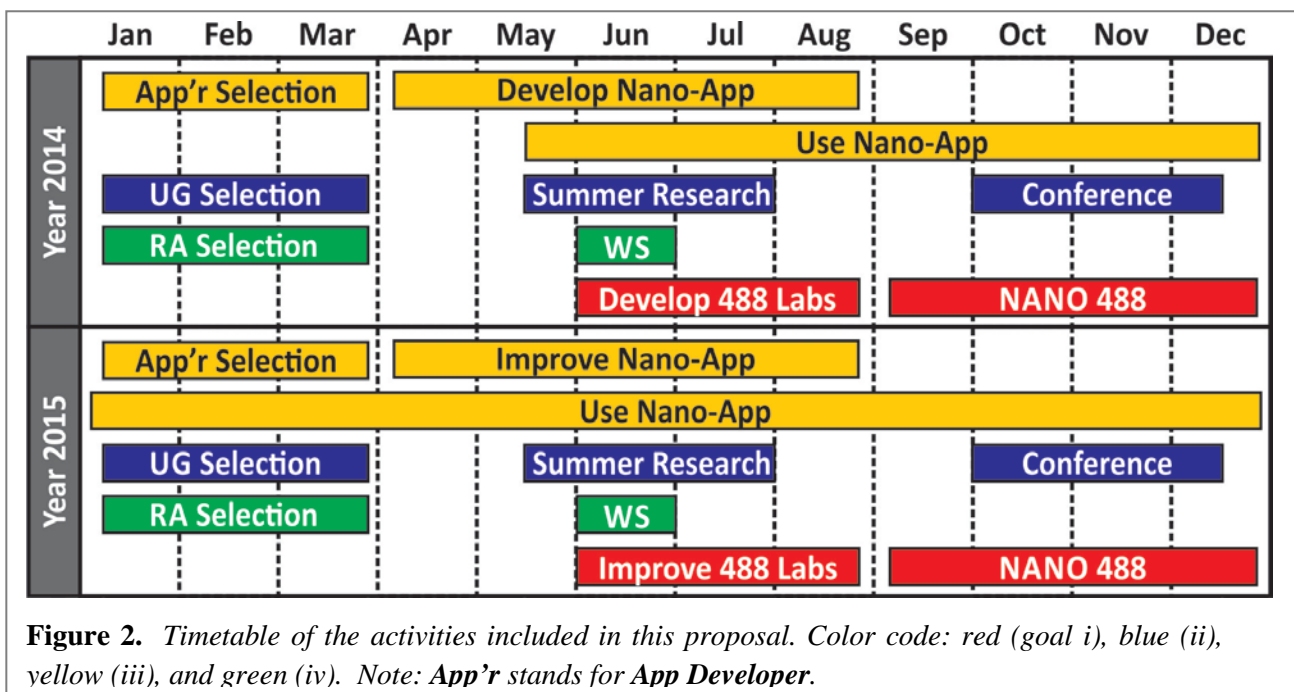 Jan Feb Mar Apr May Jun Jul Aug Sep Oct Nov Dec
Year 2014
App'r Selection Develop Nano-App
Use Nano-App
UG Selection Summer Research Conference
RA Selection WS
Develop 488 Labs NANO 488
Year 2015
App'r Selection Improve Nano-App
Use Nano-App
UG Selection Summer Research Conference
RA Selection WS
Improve 488 Labs NANO 488
Figure 2. Timetable of the activities included in this proposal. Color code: red (goal i), blue (ii),
yellow (iii), and green (iv). Note: App'r stands for App Developer.